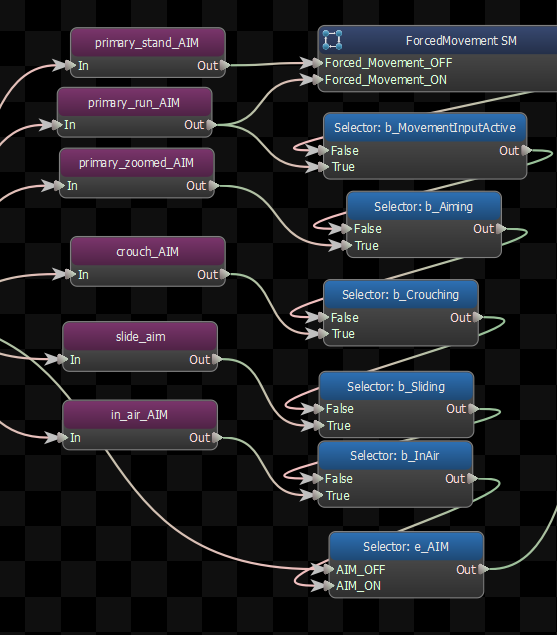 primary_stand_AIM
In
Out
primary_run_AIM
In
Out
primary_zoomed_AIM
In
Out
crouch_AIM
In
Out
slide_aim
In
Out
in_air_AIM
In
Out
ForcedMovement SM
Forced_Movement_OFF
Forced_Movement_ON
Selector: b_MovementInputActive
False
Out
True
Selector: b_Aiming
False
Out
True
Selector: b_Crouching
False
Out
True
Selector: b_Sliding
False
Out
True
Selector: b_InAir
False
Out
True
Selector: e_AIM
AIM_OFF
Out
AIM_ON